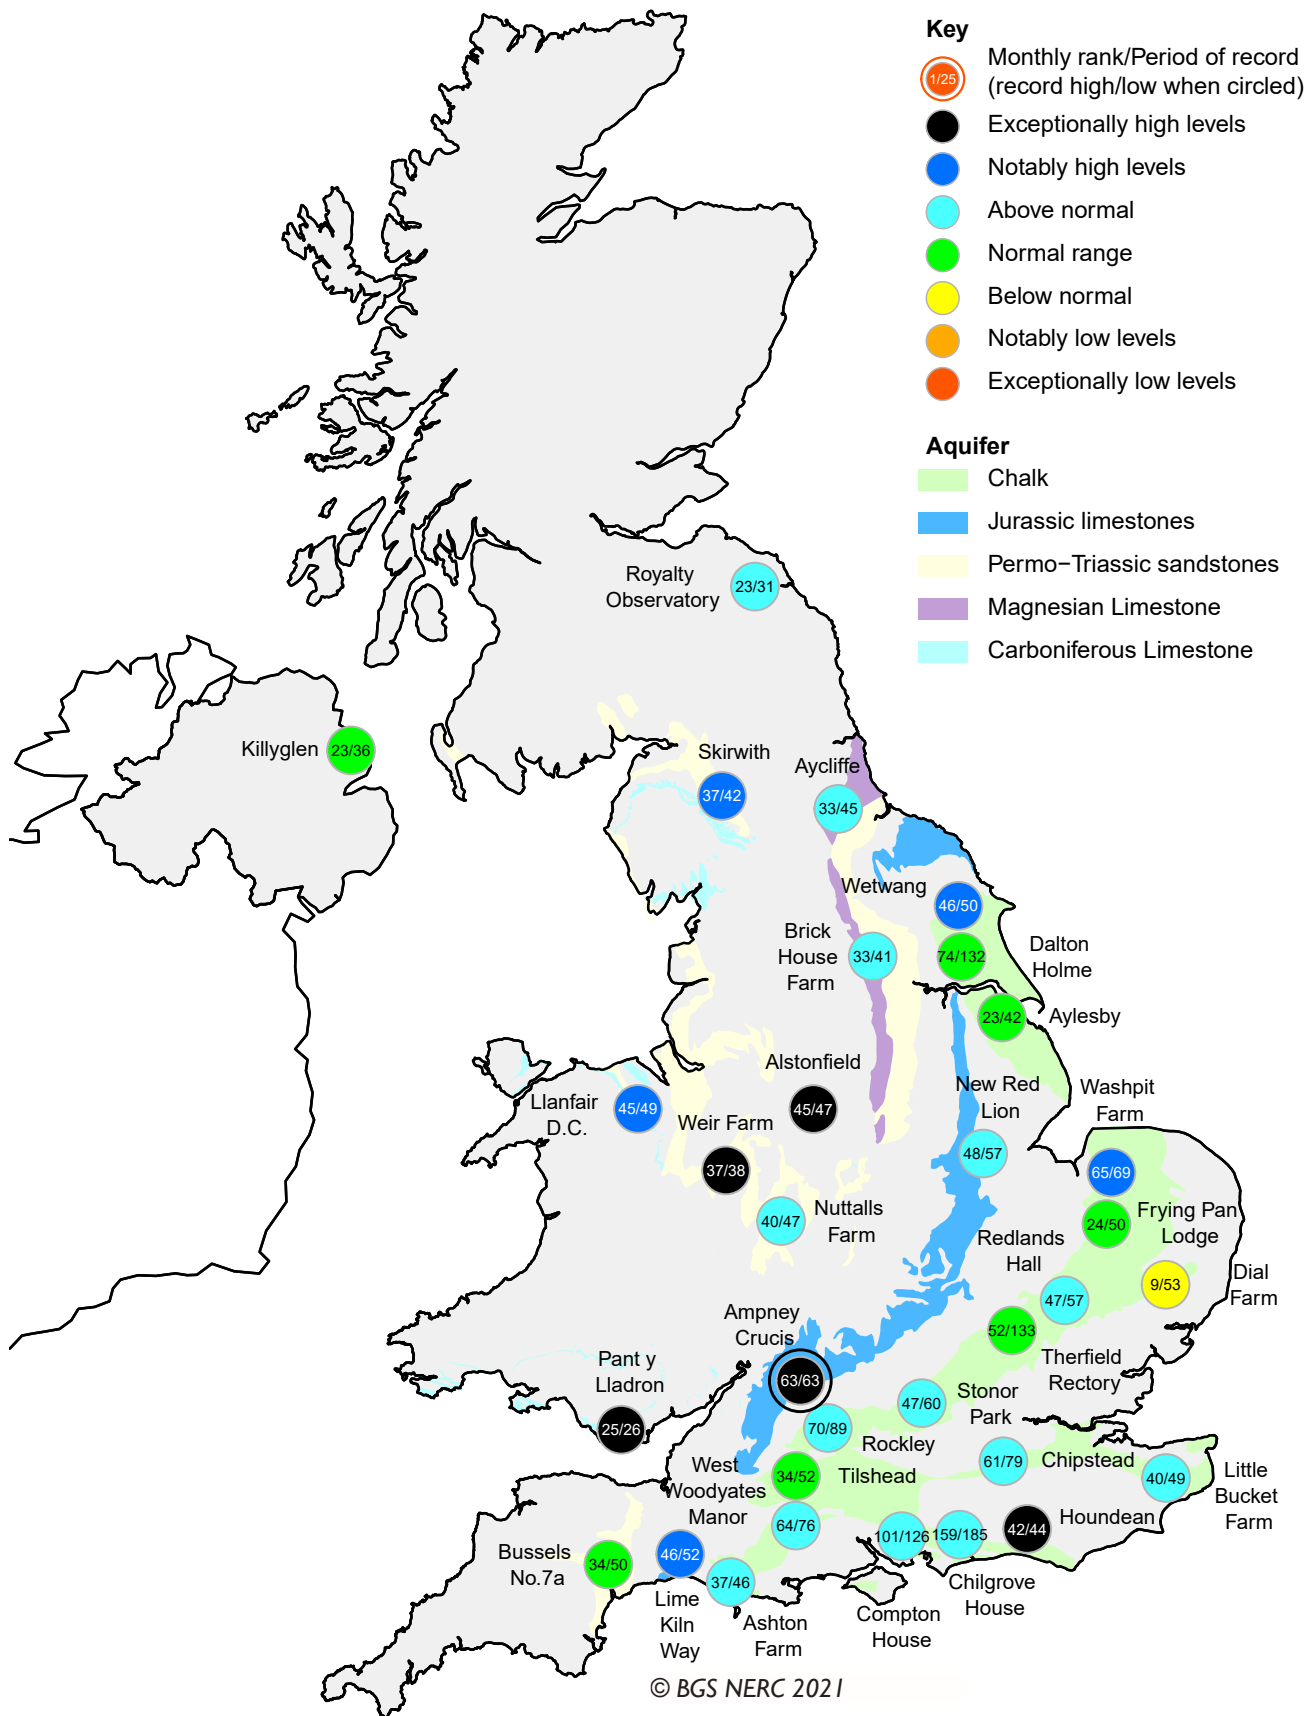 Key
1/25
Monthly rank/Period of record
(record high/low when circled)
Exceptionally high levels
Notably high levels
Above normal
Normal range
Below normal
Notably low levels
Exceptionally low levels
Aquifer
Chalk
Jurassic limestones
Permo−Triassic sandstones
Magnesian Limestone
Carboniferous Limestone
Royalty
Observatory
23/31
Killyglen
23/36
Skirwith
37/42
Aycliffe
33/45
Wetwang
46/50
Brick
House
Farm
33/41
74/132
Dalton
Holme
23/42
Aylesby
Alstonfield
45/47
New Red
Lion
48/57
Washpit
Farm
65/69
Llanfair
D.C.
45/49
Weir Farm
37/38
40/47
Nuttalls
Farm
24/50
Frying Pan
Lodge
Redlands
Hall
47/57
9/53
Dial
Farm
Ampney
Crucis
63/63
52/133
Therfield
Rectory
Pant y
Lladron
25/26
47/60
Stonor
Park
70/89
Rockley
West
Woodyates
Manor
34/52
Tilshead
64/76
61/79
Chipstead
40/49
Little
Bucket
Farm
101/126
159/185
42/44
Houndean
Bussels
No.7a
34/50
46/52
Lime
Kiln
Way
37/46
Ashton
Farm
Compton
House
Chilgrove
House
© BGS NERC 2021